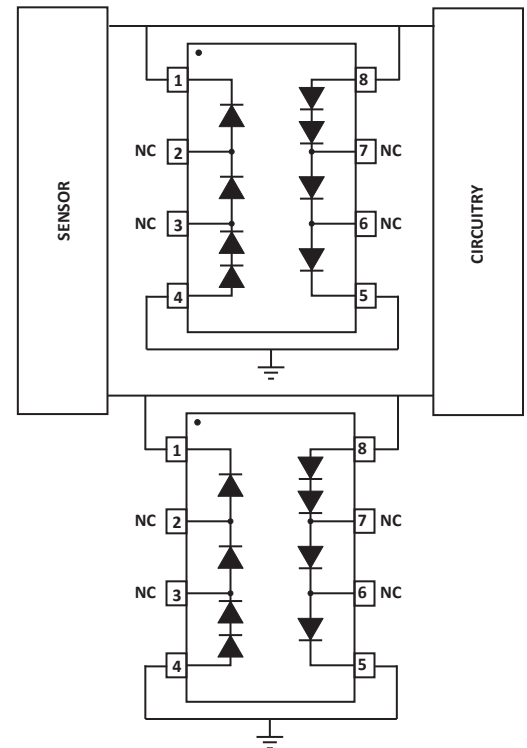 SENSOR
CIRCUITRY
1 8
NC 2 7 NC
NC 3 6 NC
4 5
1 8
NC 2 7 NC
NC 3 6 NC
4 5